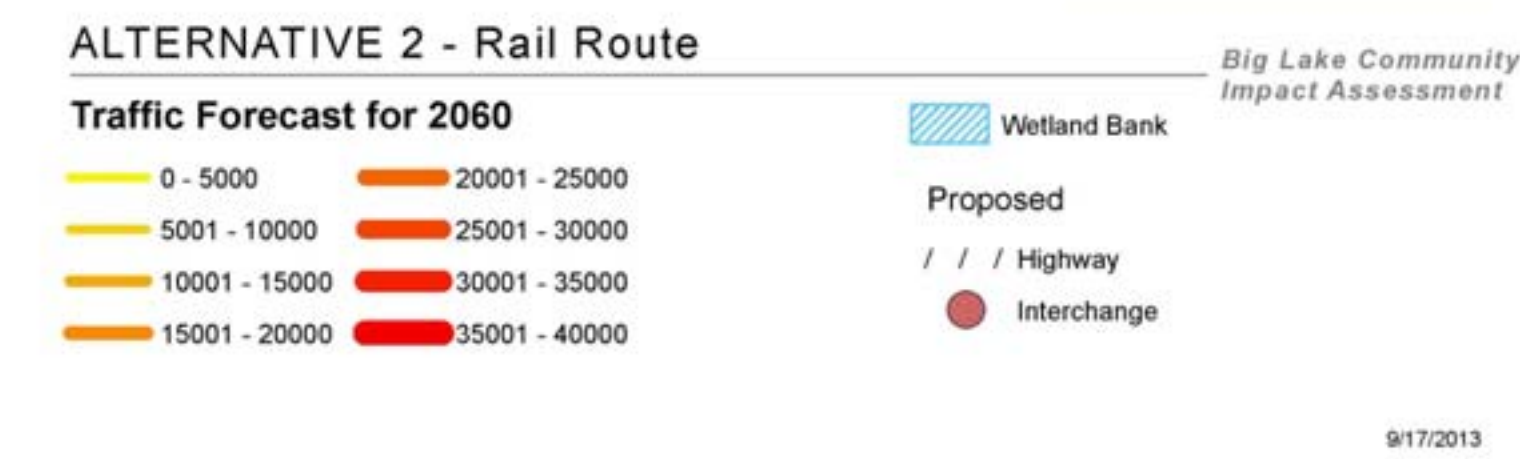 ALTERNATIVE 2 - Rail Route
Big Lake Community
Impact Assessment
Traffic Forecast for 2060
0 - 5000
5001 - 10000
10001 - 15000
15001 - 20000
20001 - 25000
25001 - 30000
30001 - 35000
35001 - 40000
Wetland Bank
Proposed
Highway
Interchange
9/17/2013